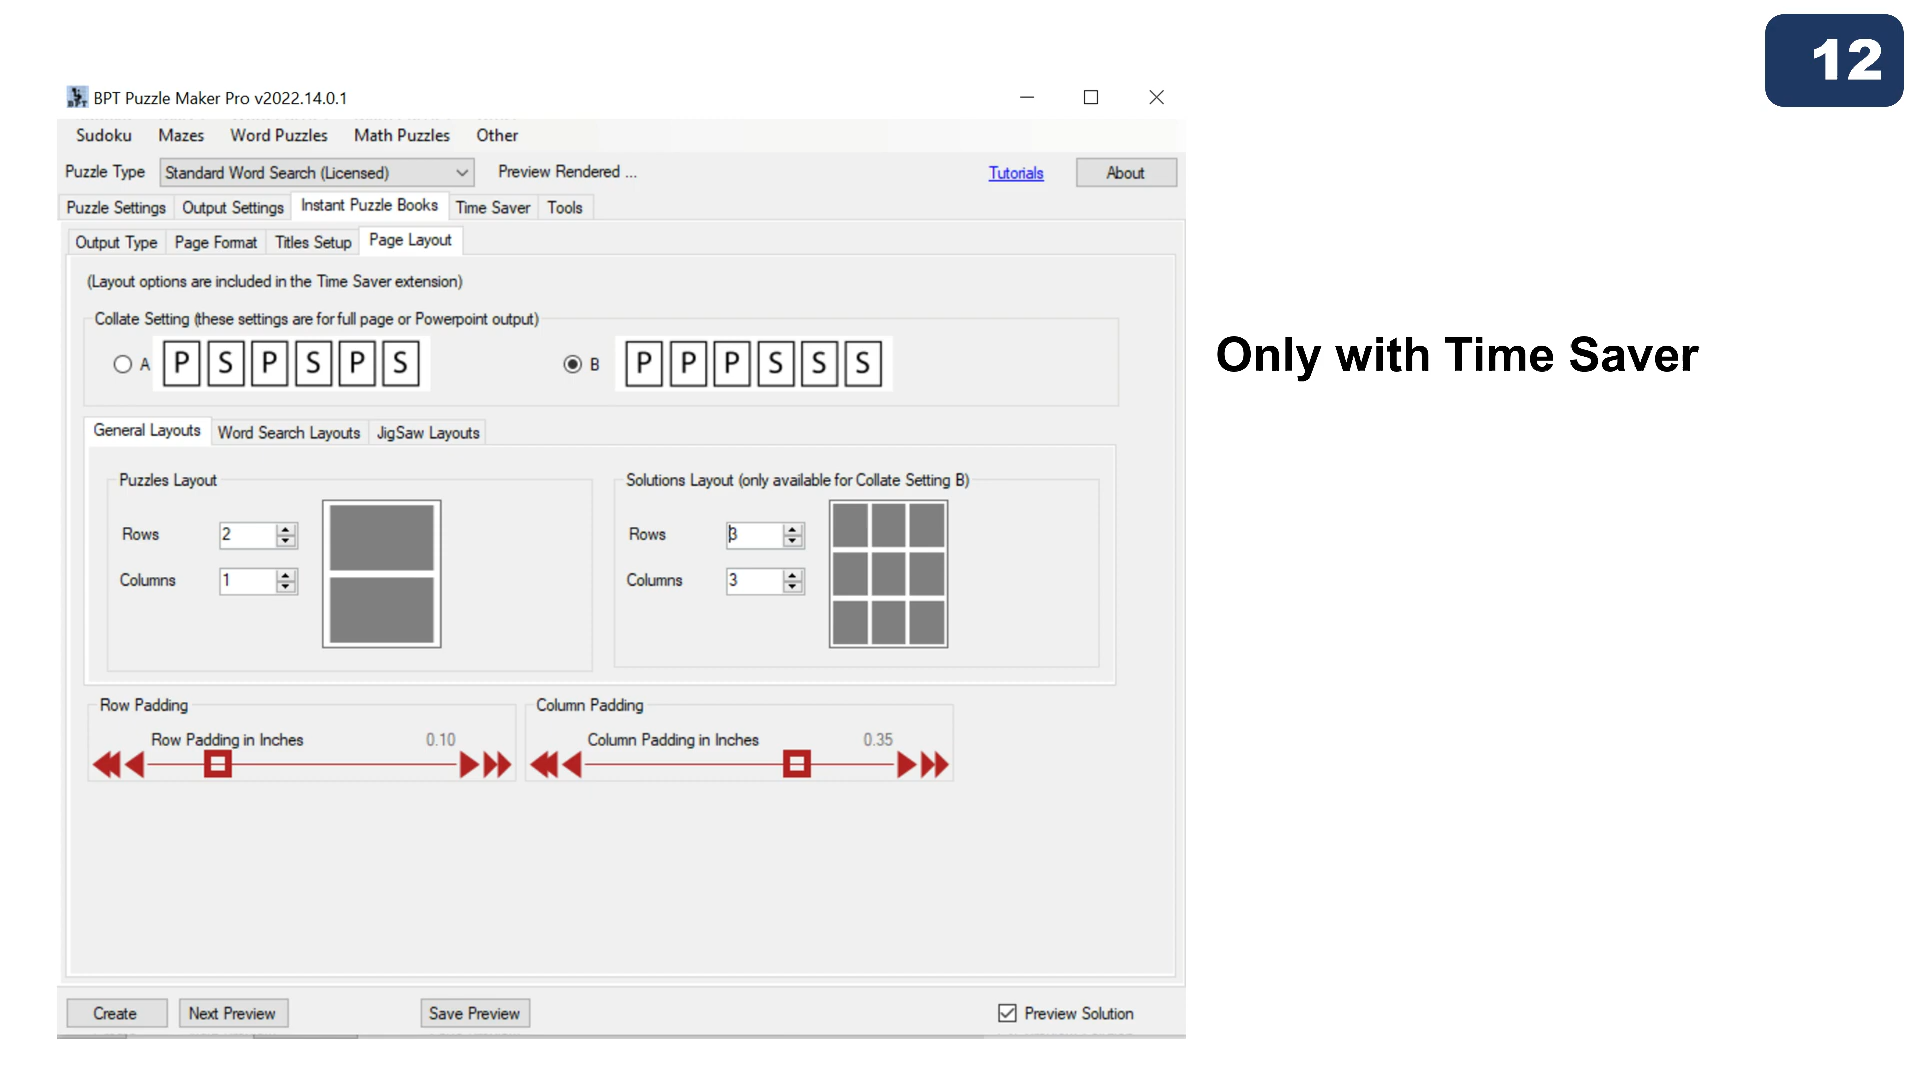 12
BPT Puzzle Maker Pro v2022.14.0.1
Sudoku Mazes Word Puzzles Math Puzzles Other
Puzzle Type Standard Word Search (Licensed) Preview Rendered ... Tutorials About
Puzzle Settings Output Settings Instant Puzzle Books Time Saver Tools
Output Type Page Format Titles Setup Page Layout
(Layout options are included in the Time Saver extension)
Collate Setting (these settings are for full page or Powerpoint output)
A P S P S P S B P P P S S S
Only with Time Saver
General Layouts Word Search Layouts JigSaw Layouts
Puzzles Layout Solutions Layout (only available for Collate Setting B)
Rows 2 Rows 3
Columns 1 Columns 3
Row Padding Column Padding
Row Padding in Inches 0.10 Column Padding in Inches 0.35
Create Next Preview Save Preview Preview Solution